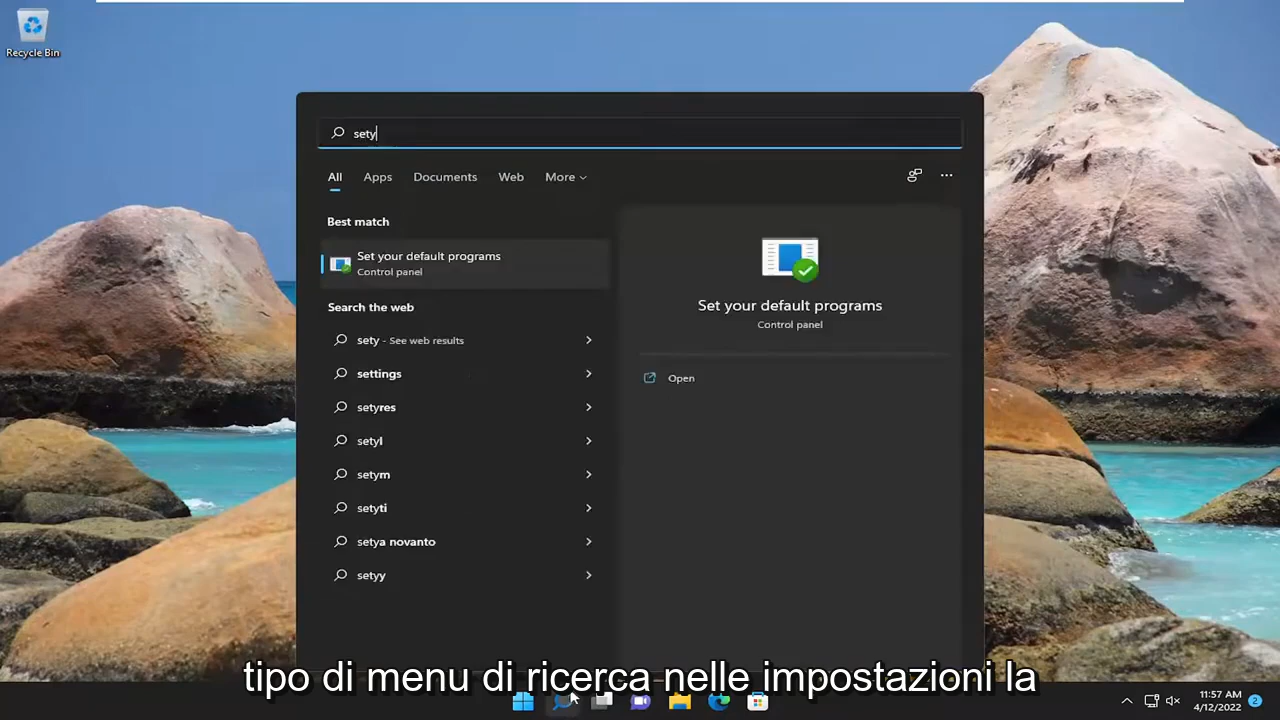 Recycle Bin
sety
All Apps Documents Web More
Best match
Set your default programs
Control panel
Search the web
sety - See web results
settings
setyres
setyl
setym
setyti
setya novanto
setyy
Set your default programs
Control panel
Open
tipo di menu di ricerca nelle impostazioni la
11:57 AM
4/12/2022
2